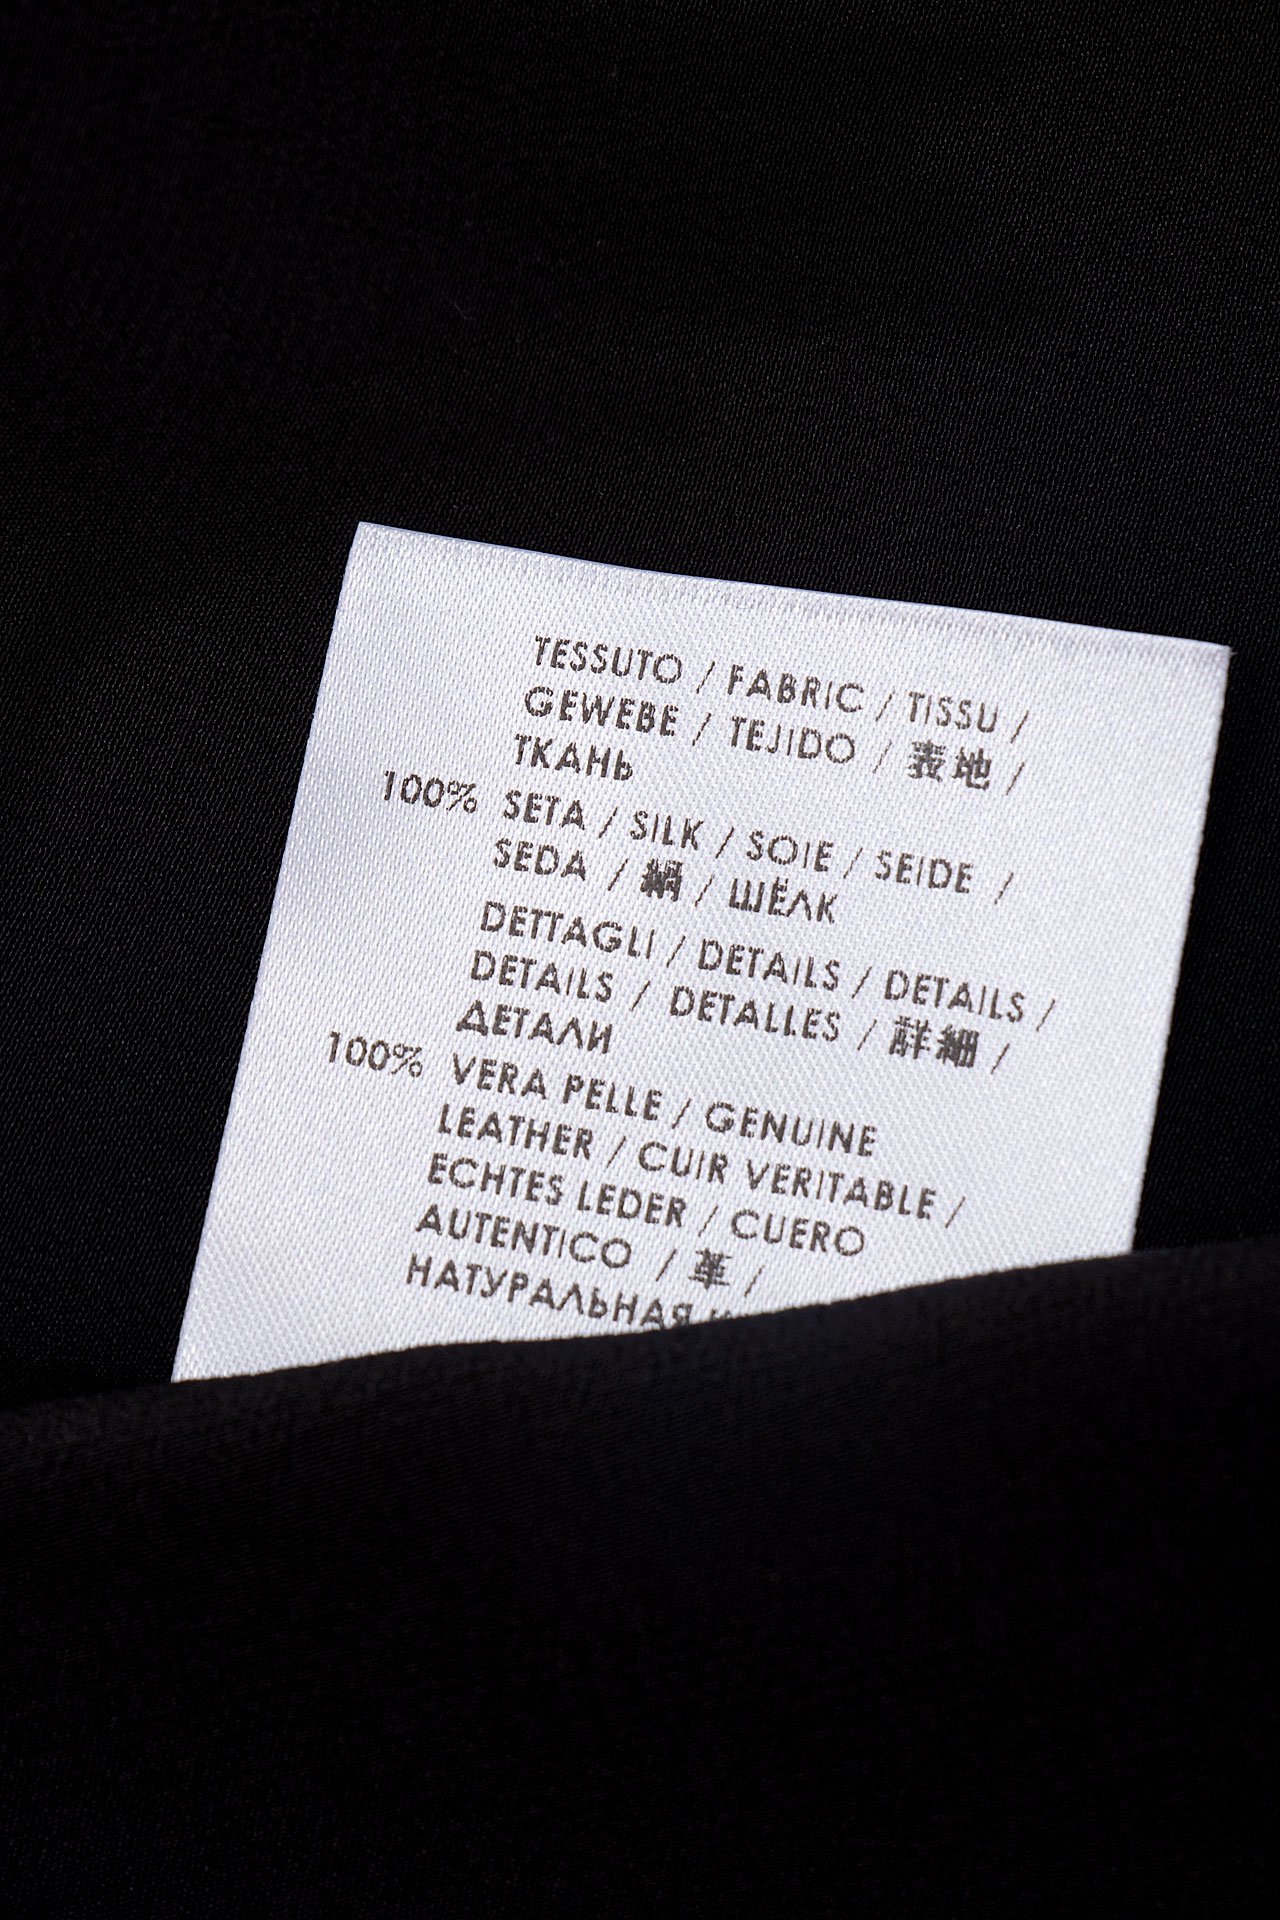 TESSUTO / FABRIC / TISSU /
GEWEBE / TEJIDO / 表地 /
ТКАНЬ
100% SETA / SILK / SOIE / SEIDE /
SEDA / 絹 / ШЁЛК
DETTAGLI / DETAILS / DETAILS /
DETAILS / DETALLES / 詳細 /
ДЕТАЛИ
100% VERA PELLE / GENUINE
LEATHER / CUIR VERITABLE /
ECHTES LEDER / CUERO
AUTENTICO / 革 /
НАТУРАЛЬНАЯ